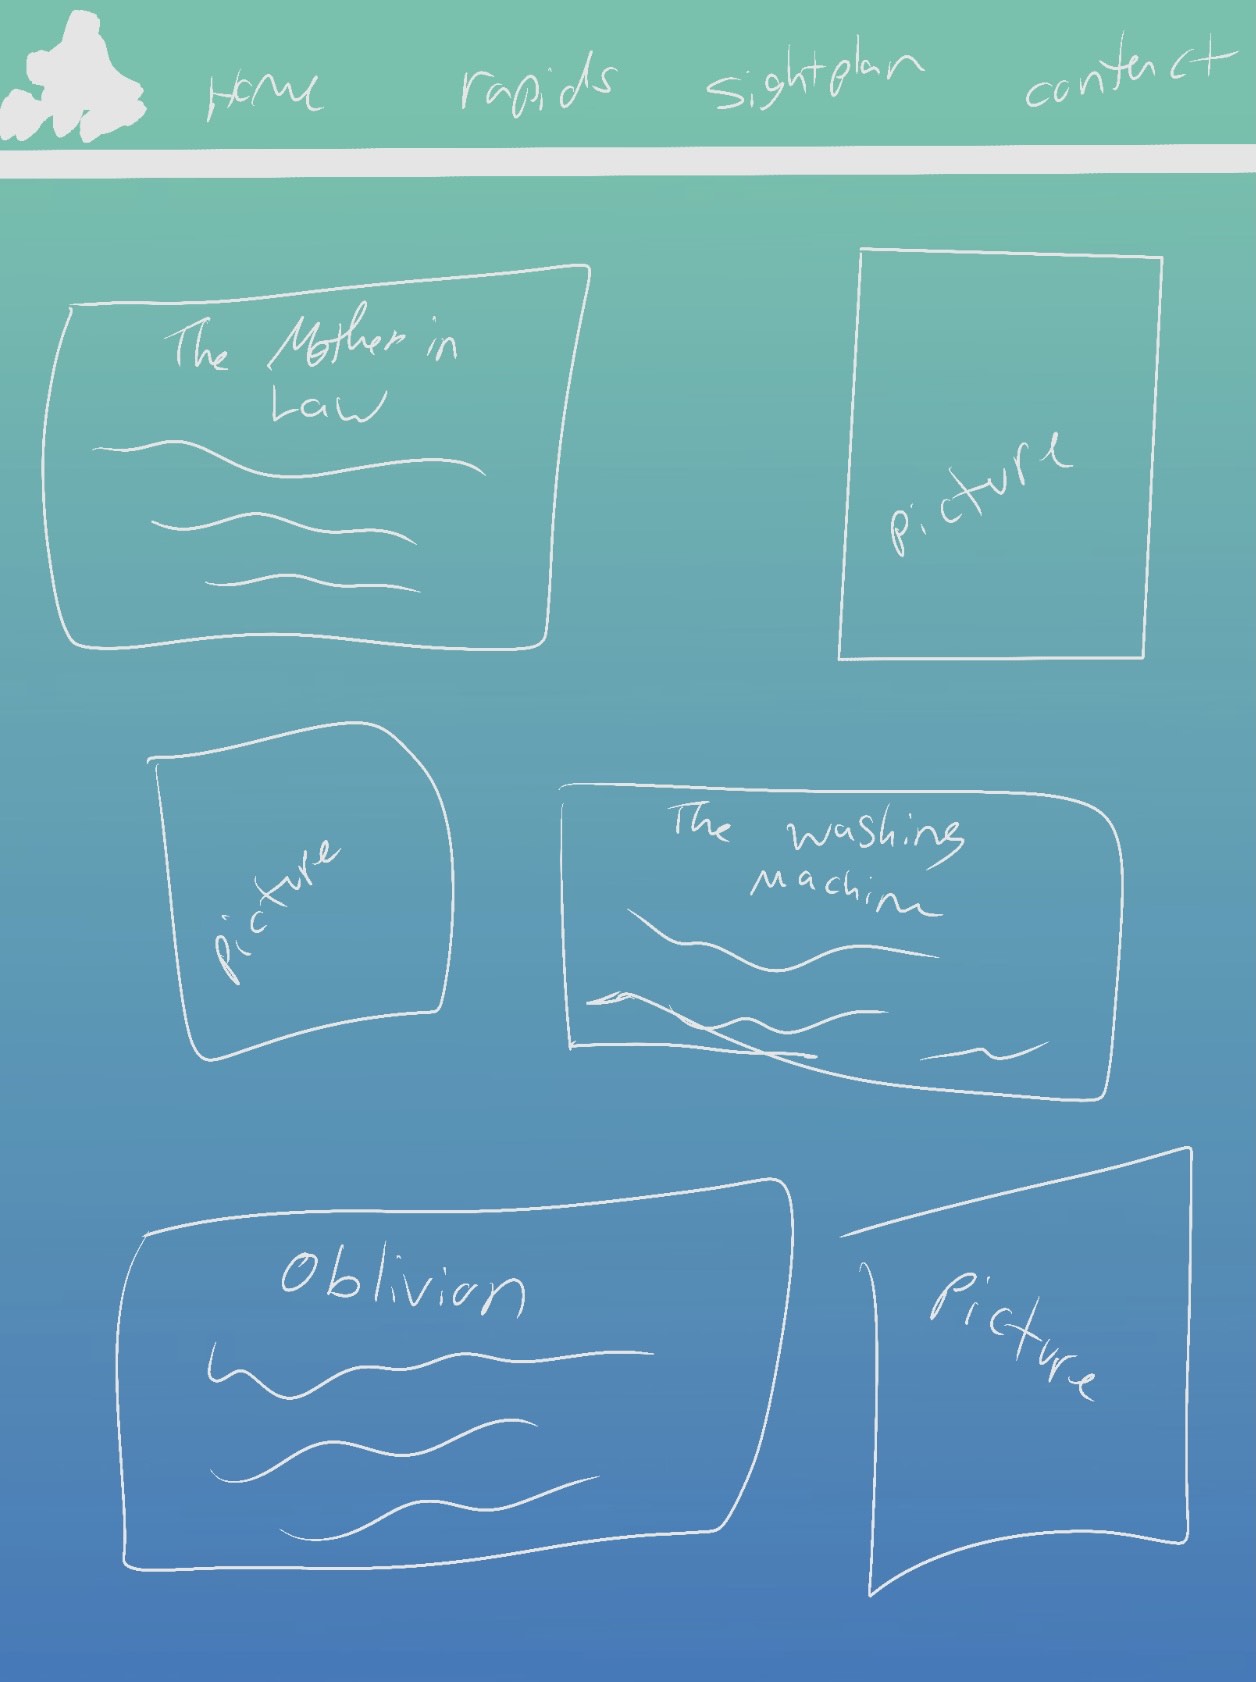 Home rapids Sightplan contact
The Mother in
Law
picture
picture
The washing
Machine
Oblivion
Picture